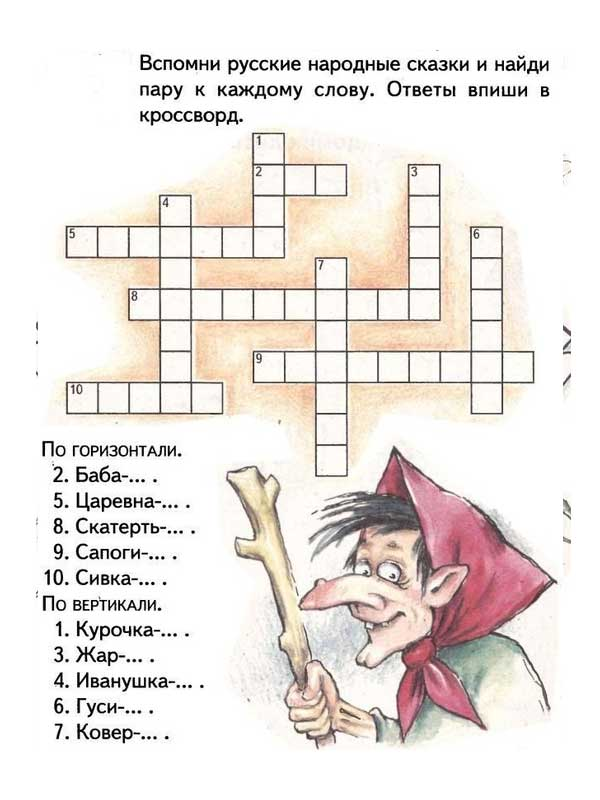 Вспомни русские народные сказки и найди
пару к каждому слову. Ответы впиши в
кроссворд.
1
2
3
4
5
6
7
8
9
10
По горизонтали.
2. Баба-... .
5. Царевна-... .
8. Скатерть-... .
9. Сапоги-... .
10. Сивка-... .
По вертикали.
1. Курочка-... .
3. Жар-... .
4. Иванушка-... .
6. Гуси-... .
7. Ковер-... .